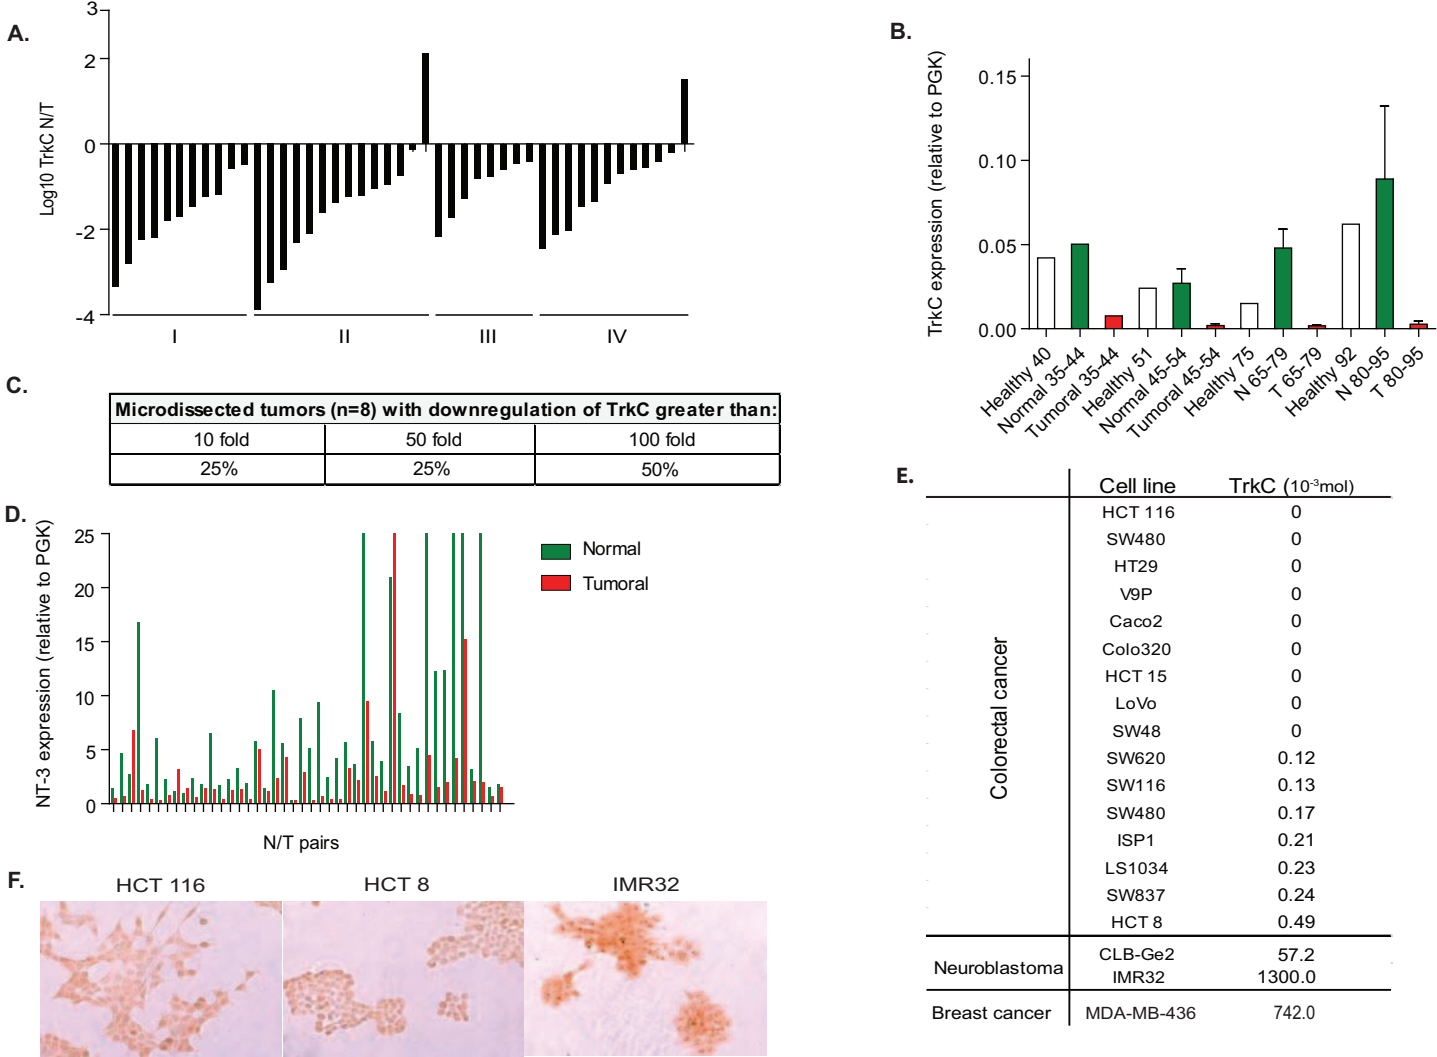 A.
3
2
0
-2
-4
Log10 TrkC N/T
I II III IV
B.
TrkC expression (relative to PGK)
0.15
0.10
0.05
0.00
Healthy 40
Normal 35-44
Tumoral 35-44
Healthy 51
Normal 45-54
Tumoral 45-54
Healthy 75
N 65-79
T 65-79
Healthy 92
N 80-95
T 80-95
C.
Microdissected tumors (n=8) with downregulation of TrkC greater than:
10 fold 50 fold 100 fold
25% 25% 50%
D.
NT-3 expression (relative to PGK)
25
20
15
10
5
0
Normal
Tumoral
N/T pairs
E.
Cell line TrkC (10-3mol)
Colorectal cancer
HCT 116 0
SW480 0
HT29 0
V9P 0
Caco2 0
Colo320 0
HCT 15 0
LoVo 0
SW48 0
SW620 0.12
SW116 0.13
SW480 0.17
ISP1 0.21
LS1034 0.23
SW837 0.24
HCT 8 0.49
Neuroblastoma
CLB-Ge2 57.2
IMR32 1300.0
Breast cancer MDA-MB-436 742.0
F.
HCT 116 HCT 8 IMR32